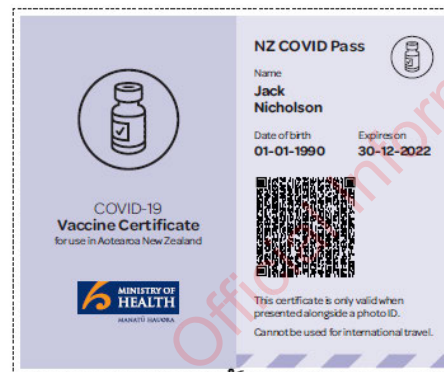 COVID-19
Vaccine Certificate
for use in Aotearoa New Zealand
MINISTRY OF
HEALTH
MANATŪ HAUORA
NZ COVID Pass
Name
Jack
Nicholson
Date of birth Expires on
01-01-1990 30-12-2022
This certificate is only valid when
presented alongside a photo ID.
Cannot be used for international travel.
Official Inform